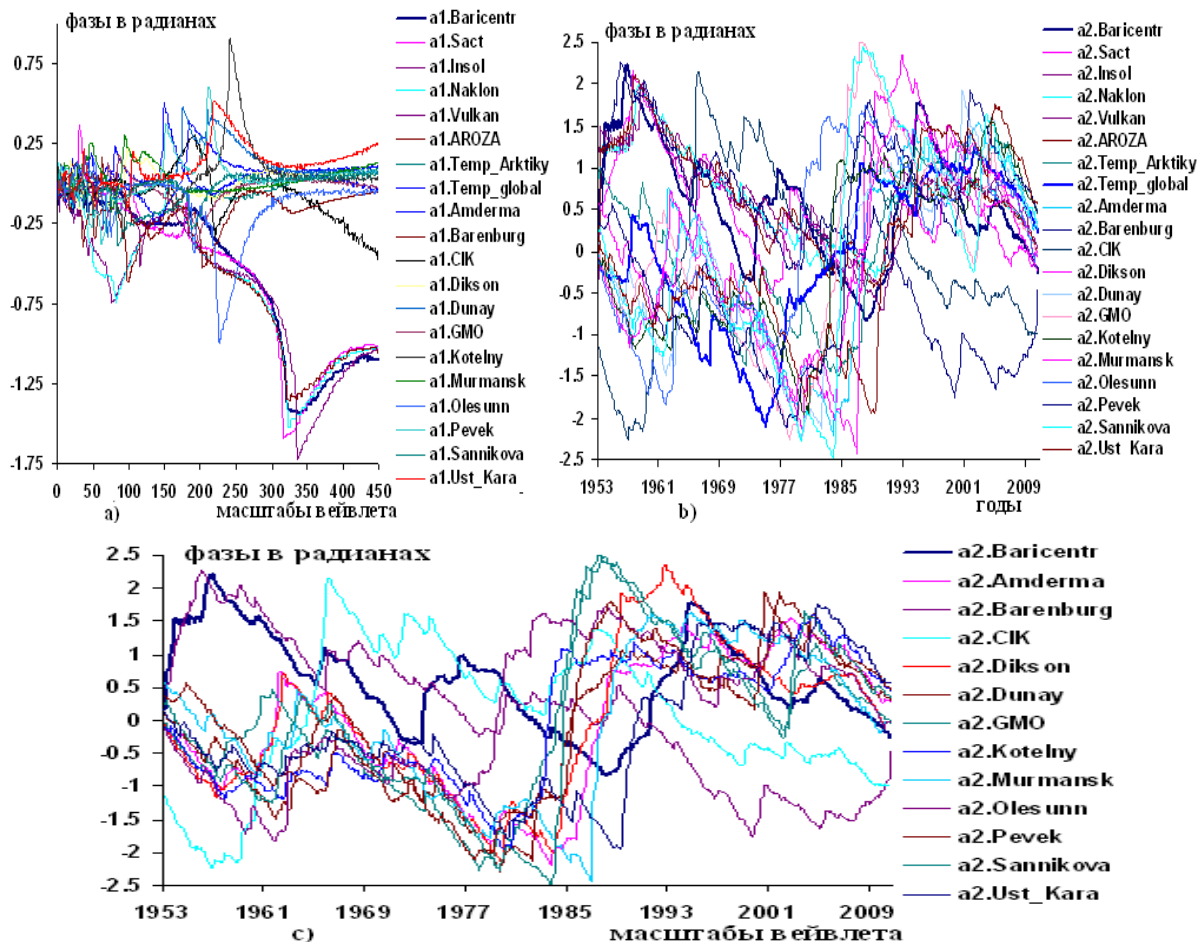 фазы в радианах
0.75
0.25
-0.25
-0.75
-1.25
-1.75
0 50 100 150 200 250 300 350 400 450
a)
масштабы вейвлета
a1.Baricentr
a1.Sact
a1.Insol
a1.Naklon
a1.Vulkan
a1.AROZA
a1.Temp_Arktiky
a1.Temp_global
a1.Amderma
a1.Barenburg
a1.CIK
a1.Dikson
a1.Dunay
a1.GMO
a1.Kotelny
a1.Murmansk
a1.Olesunn
a1.Pevek
a1.Sannikova
a1.Ust_Kara
фазы в радианах
2.5
2
1.5
1
0.5
0
-0.5
-1
-1.5
-2
-2.5
1953 1961 1969 1977 1985 1993 2001 2009
b)
годы
a2.Baricentr
a2.Sact
a2.Insol
a2.Naklon
a2.Vulkan
a2.AROZA
a2.Temp_Arktiky
a2.Temp_global
a2.Amderma
a2.Barenburg
a2.CIK
a2.Dikson
a2.Dunay
a2.GMO
a2.Kotelny
a2.Murmansk
a2.Olesunn
a2.Pevek
a2.Sannikova
a2.Ust_Kara
фазы в радианах
2.5
2
1.5
1
0.5
0
-0.5
-1
-1.5
-2
-2.5
1953 1961 1969 1977 1985 1993 2001 2009
c)
масштабы вейвлета
a2.Baricentr
a2.Amderma
a2.Barenburg
a2.CIK
a2.Dikson
a2.Dunay
a2.GMO
a2.Kotelny
a2.Murmansk
a2.Olesunn
a2.Pevek
a2.Sannikova
a2.Ust_Kara